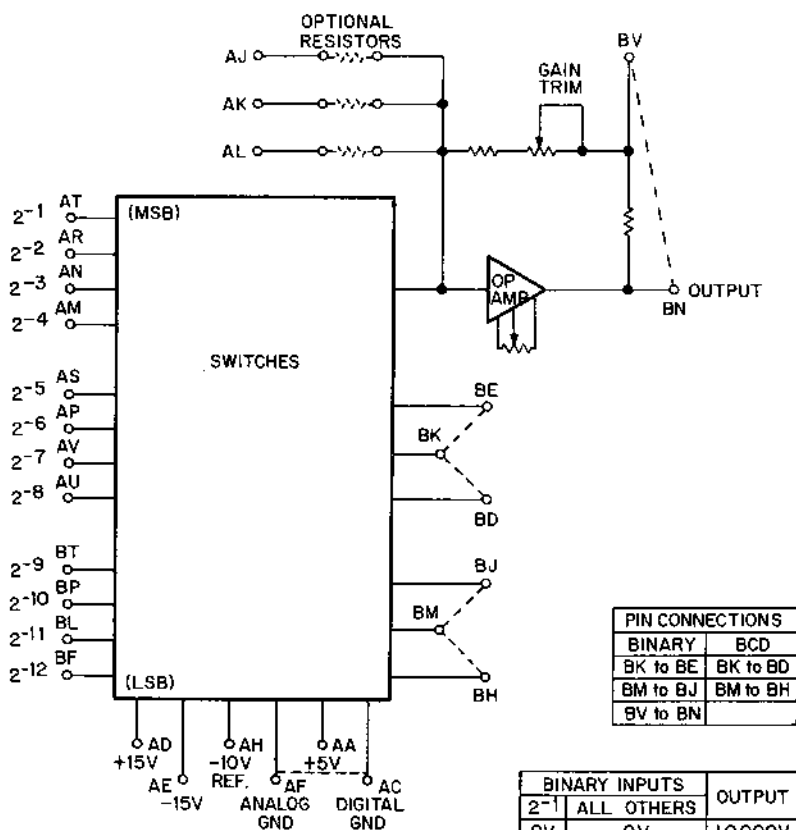 OPTIONAL
RESISTORS
AJ
AK
AL
GAIN
TRIM
BV
2-1 AT
(MSB)
2-2 AR
2-3 AN
2-4 AM
OP
AMP
OUTPUT
BN
SWITCHES
2-5 AS
2-6 AP
2-7 AV
2-8 AU
BE
BK
BD
2-9 BT
2-10 BP
2-11 BL
2-12 BF
(LSB)
BJ
BM
BH
PIN CONNECTIONS
BINARY BCD
BK to BE BK to BD
BM to BJ BM to BH
BV to BN
AD
+15V
AE
-15V
AH
-10V
REF.
AF
ANALOG
GND
AA
+5V
AC
DIGITAL
GND
BINARY INPUTS OUTPUT
2-1 ALL OTHERS